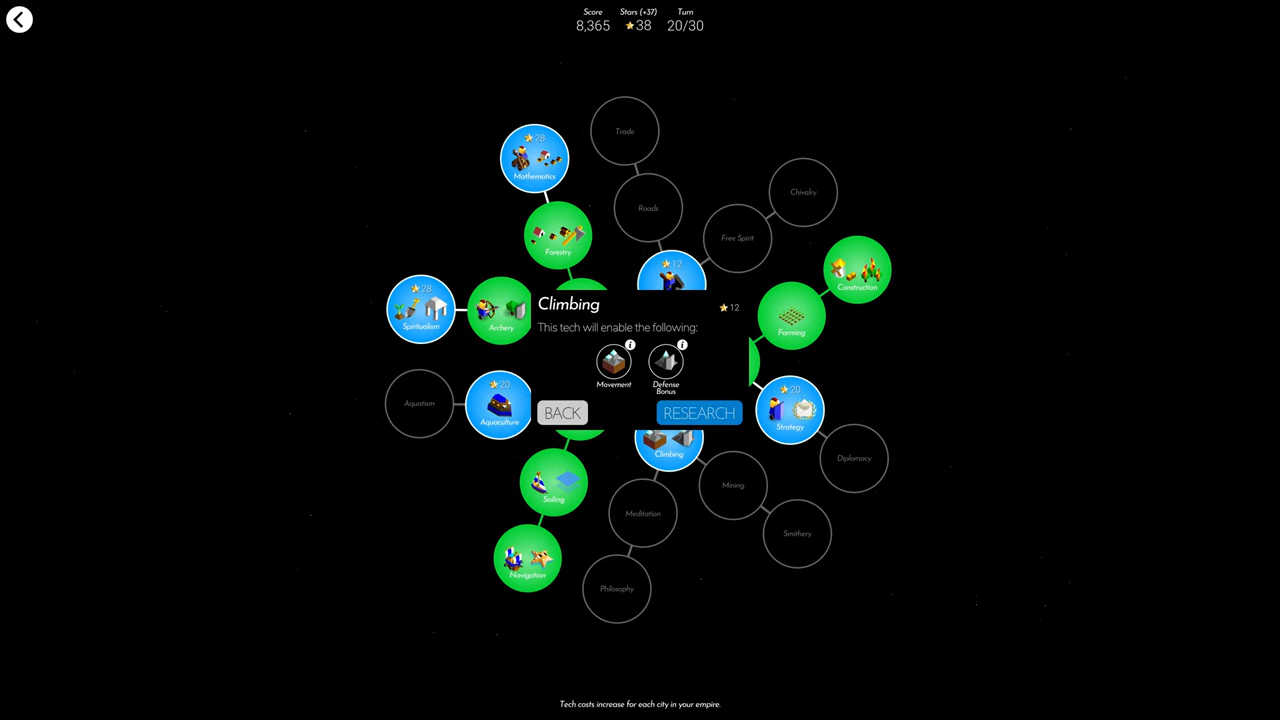 Score
Stars (+37)
Turn
8,365
38
20/30
Trade
28
Mathematics
Chivalry
Roads
Free Spirit
Forestry
12
Construction
28
Spiritualism
Archery
Climbing
12
This tech will enable the following:
Farming
Movement
Defense
Bonus
20
Aquaculture
Aquatism
20
Strategy
BACK
RESEARCH
Climbing
Diplomacy
Mining
Sailing
Meditation
Smithery
Navigation
Philosophy
Tech costs increase for each city in your empire.